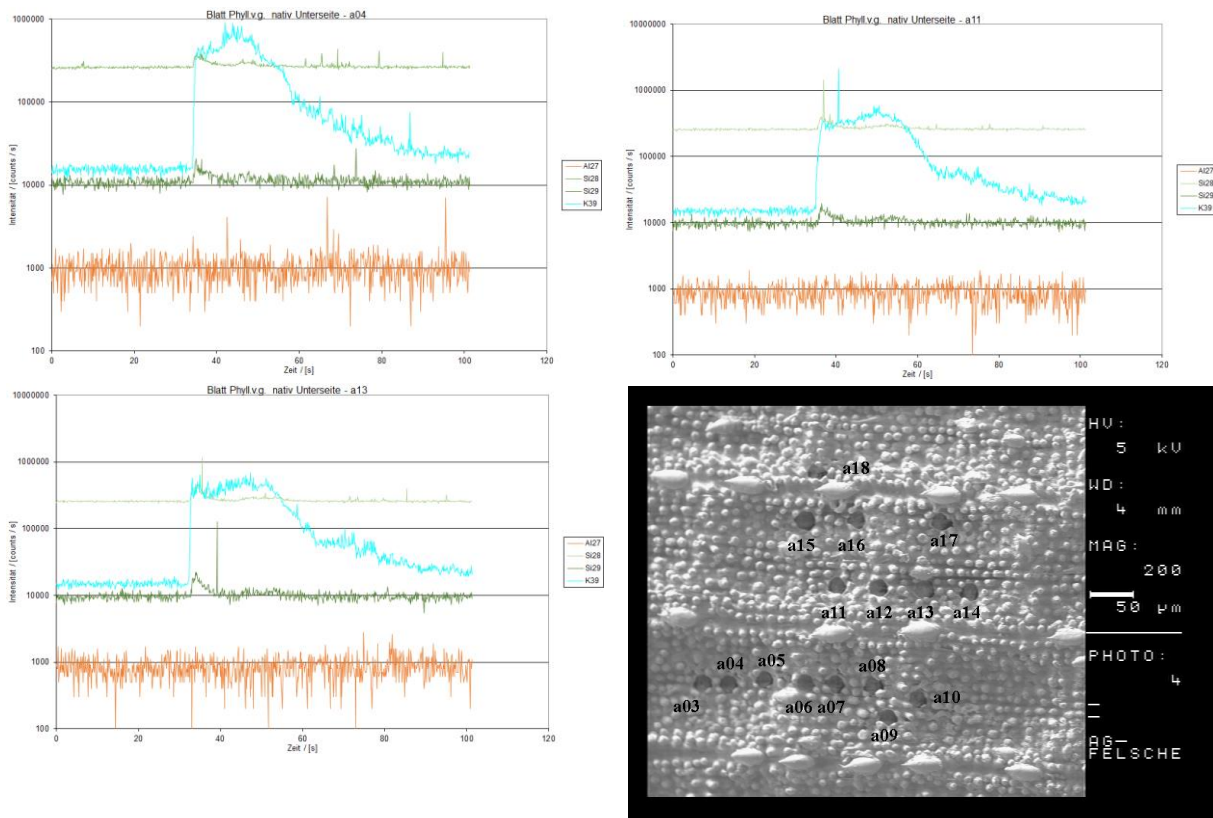 Blatt Phyll.v.g. nativ Unterseite - a04
Intensität / [counts / s]
1000000
100000
10000
1000
100
0
20
40
60
80
100
120
Zeit / [s]
Al27
Si28
Si29
K39
Blatt Phyll.v.g. nativ Unterseite - a11
Intensität / [counts / s]
10000000
1000000
100000
10000
1000
100
0
20
40
60
80
100
120
Zeit / [s]
Al27
Si28
Si29
K39
Blatt Phyll.v.g. nativ Unterseite - a13
Intensität / [counts / s]
10000000
1000000
100000
10000
1000
100
0
20
40
60
80
100
120
Zeit / [s]
Al27
Si28
Si29
K39
a18
a15
a16
a17
a11
a12
a13
a14
a03
a04
a05
a06
a07
a08
a09
a10
HV:
5 kV
WD:
4 mm
MAG:
200
50 µm
PHOTO:
4
AG-
FELSCHE